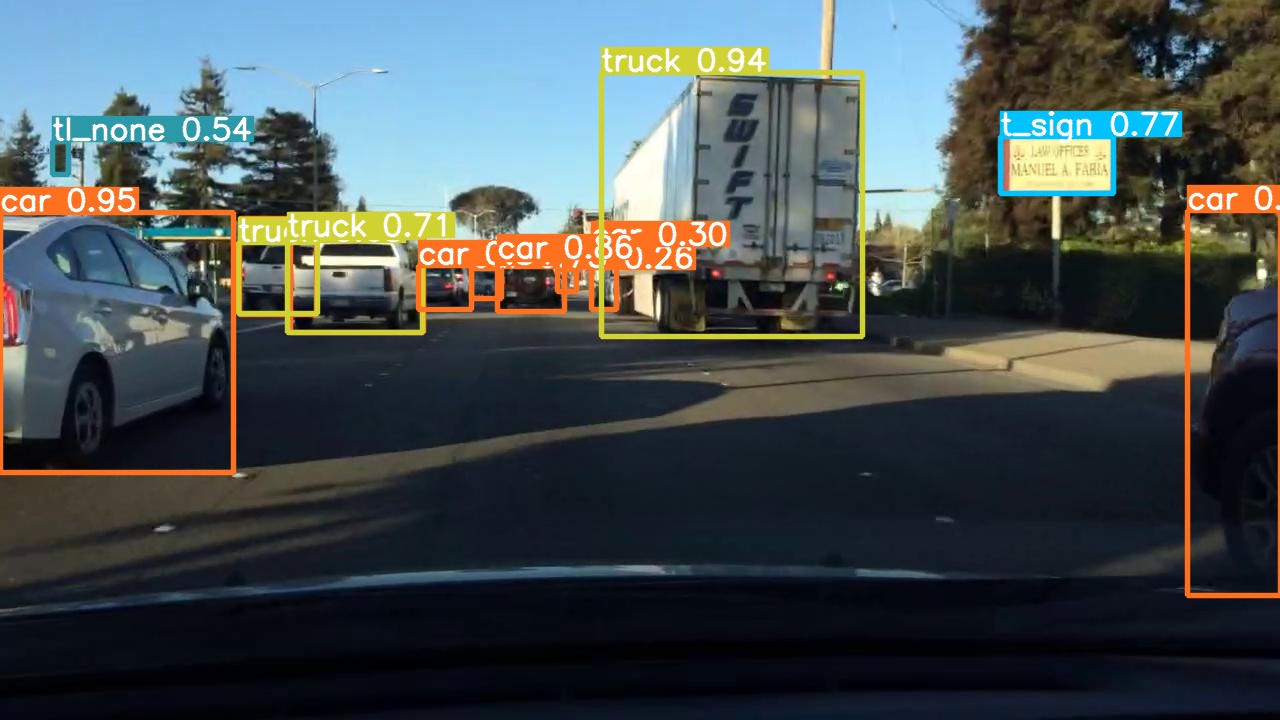 truck 0.94
tl_none 0.54
t_sign 0.77
LAW OFFICES
MANUEL A. FARIA
car 0.95
car 0.
truck 0.71
car 0.86
0.30
0.26
SWIFT